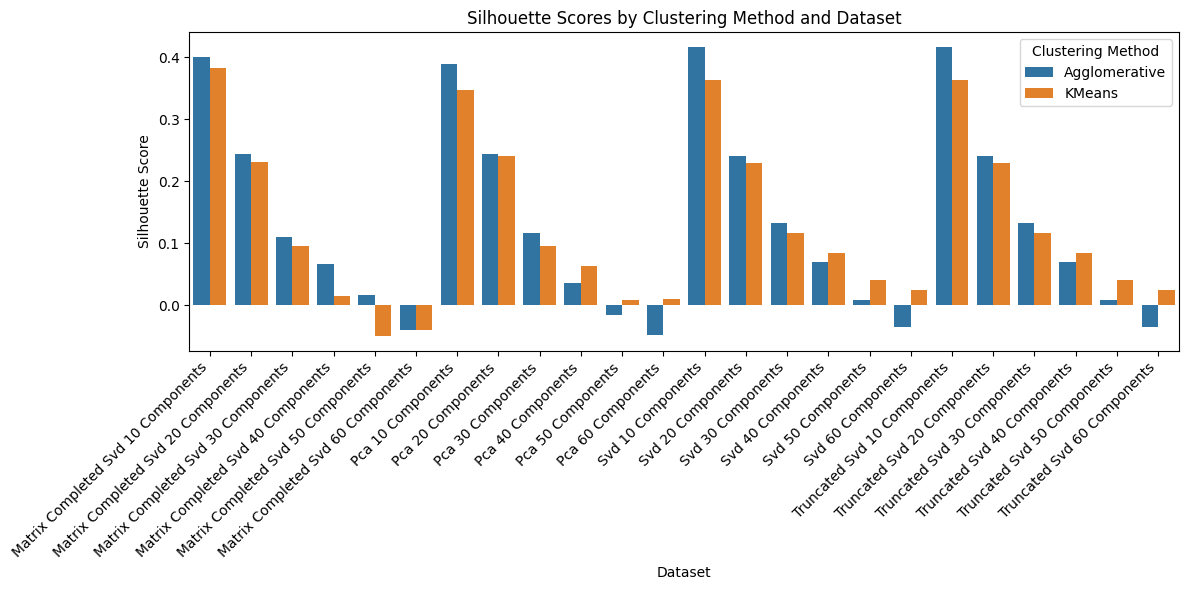 Silhouette Scores by Clustering Method and Dataset
Clustering Method
Agglomerative
KMeans
Silhouette Score
0.4
0.3
0.2
0.1
0.0
Matrix Completed Svd 10 Components
Matrix Completed Svd 20 Components
Matrix Completed Svd 30 Components
Matrix Completed Svd 40 Components
Matrix Completed Svd 50 Components
Matrix Completed Svd 60 Components
Pca 10 Components
Pca 20 Components
Pca 30 Components
Pca 40 Components
Pca 50 Components
Pca 60 Components
Svd 10 Components
Svd 20 Components
Svd 30 Components
Svd 40 Components
Svd 50 Components
Svd 60 Components
Truncated Svd 10 Components
Truncated Svd 20 Components
Truncated Svd 30 Components
Truncated Svd 40 Components
Truncated Svd 50 Components
Truncated Svd 60 Components
Dataset